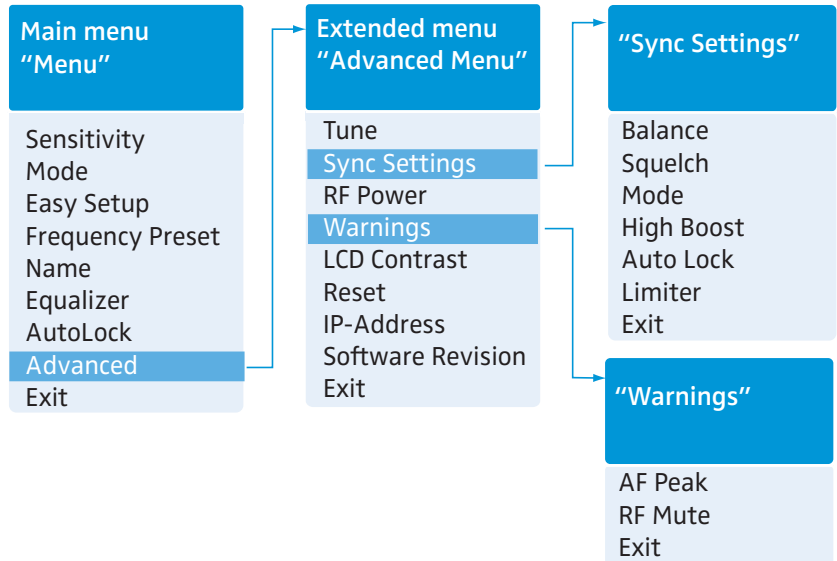 Main menu
“Menu”
Sensitivity
Mode
Easy Setup
Frequency Preset
Name
Equalizer
AutoLock
Advanced
Exit
Extended menu
“Advanced Menu”
Tune
Sync Settings
RF Power
Warnings
LCD Contrast
Reset
IP-Address
Software Revision
Exit
“Sync Settings”
Balance
Squelch
Mode
High Boost
Auto Lock
Limiter
Exit
“Warnings”
AF Peak
RF Mute
Exit